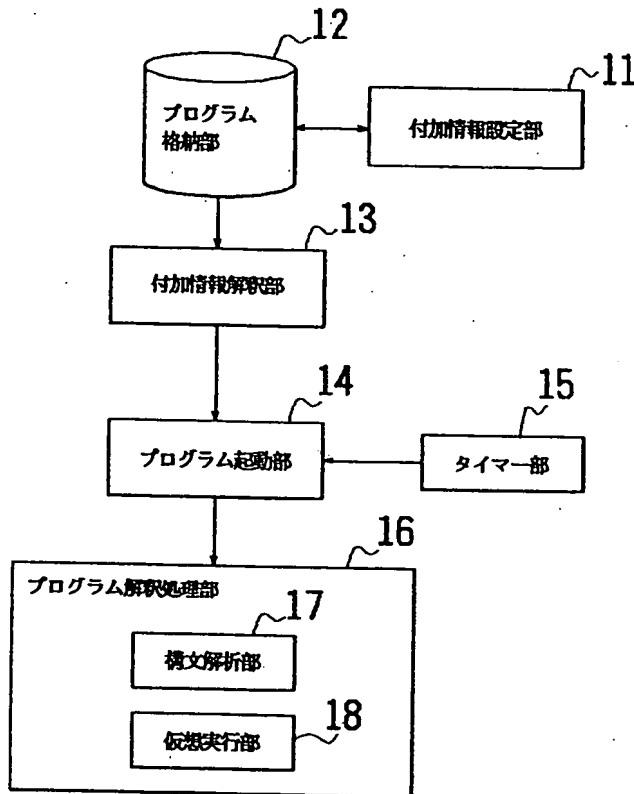 12
プログラム
格納部
11
付加情報設定部
13
付加情報解釈部
14
プログラム起動部
15
タイマー部
16
プログラム解釈処理部
17
構文解析部
仮想実行部
18